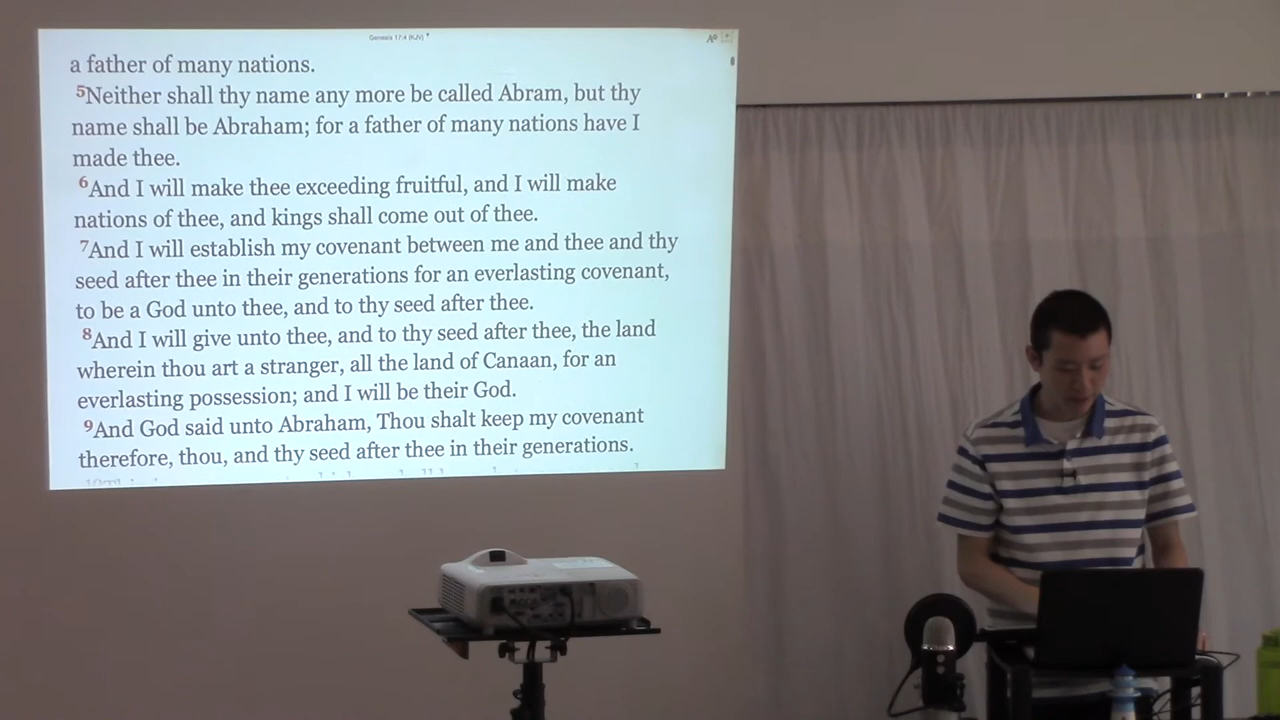 Genesis 17:4 (KJV)
a father of many nations.
5Neither shall thy name any more be called Abram, but thy
name shall be Abraham; for a father of many nations have I
made thee.
6And I will make thee exceeding fruitful, and I will make
nations of thee, and kings shall come out of thee.
7And I will establish my covenant between me and thee and thy
seed after thee in their generations for an everlasting covenant,
to be a God unto thee, and to thy seed after thee.
8And I will give unto thee, and to thy seed after thee, the land
wherein thou art a stranger, all the land of Canaan, for an
everlasting possession; and I will be their God.
9And God said unto Abraham, Thou shalt keep my covenant
therefore, thou, and thy seed after thee in their generations.